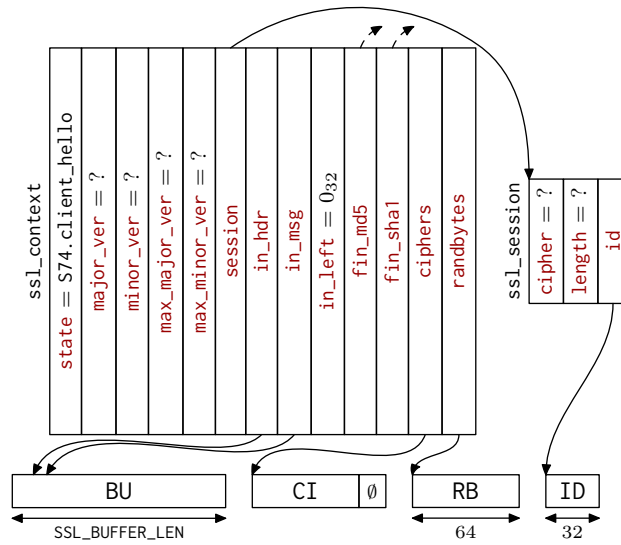 ssl_context
state = S74.client_hello
major_ver = ?
minor_ver = ?
max_major_ver = ?
max_minor_ver = ?
session
in_hdr
in_msg
in_left = 0₃₂
fin_md5
fin_sha1
ciphers
randbytes
ssl_session
cipher = ?
length = ?
id
BU
CI
∅
RB
ID
SSL_BUFFER_LEN
64
32